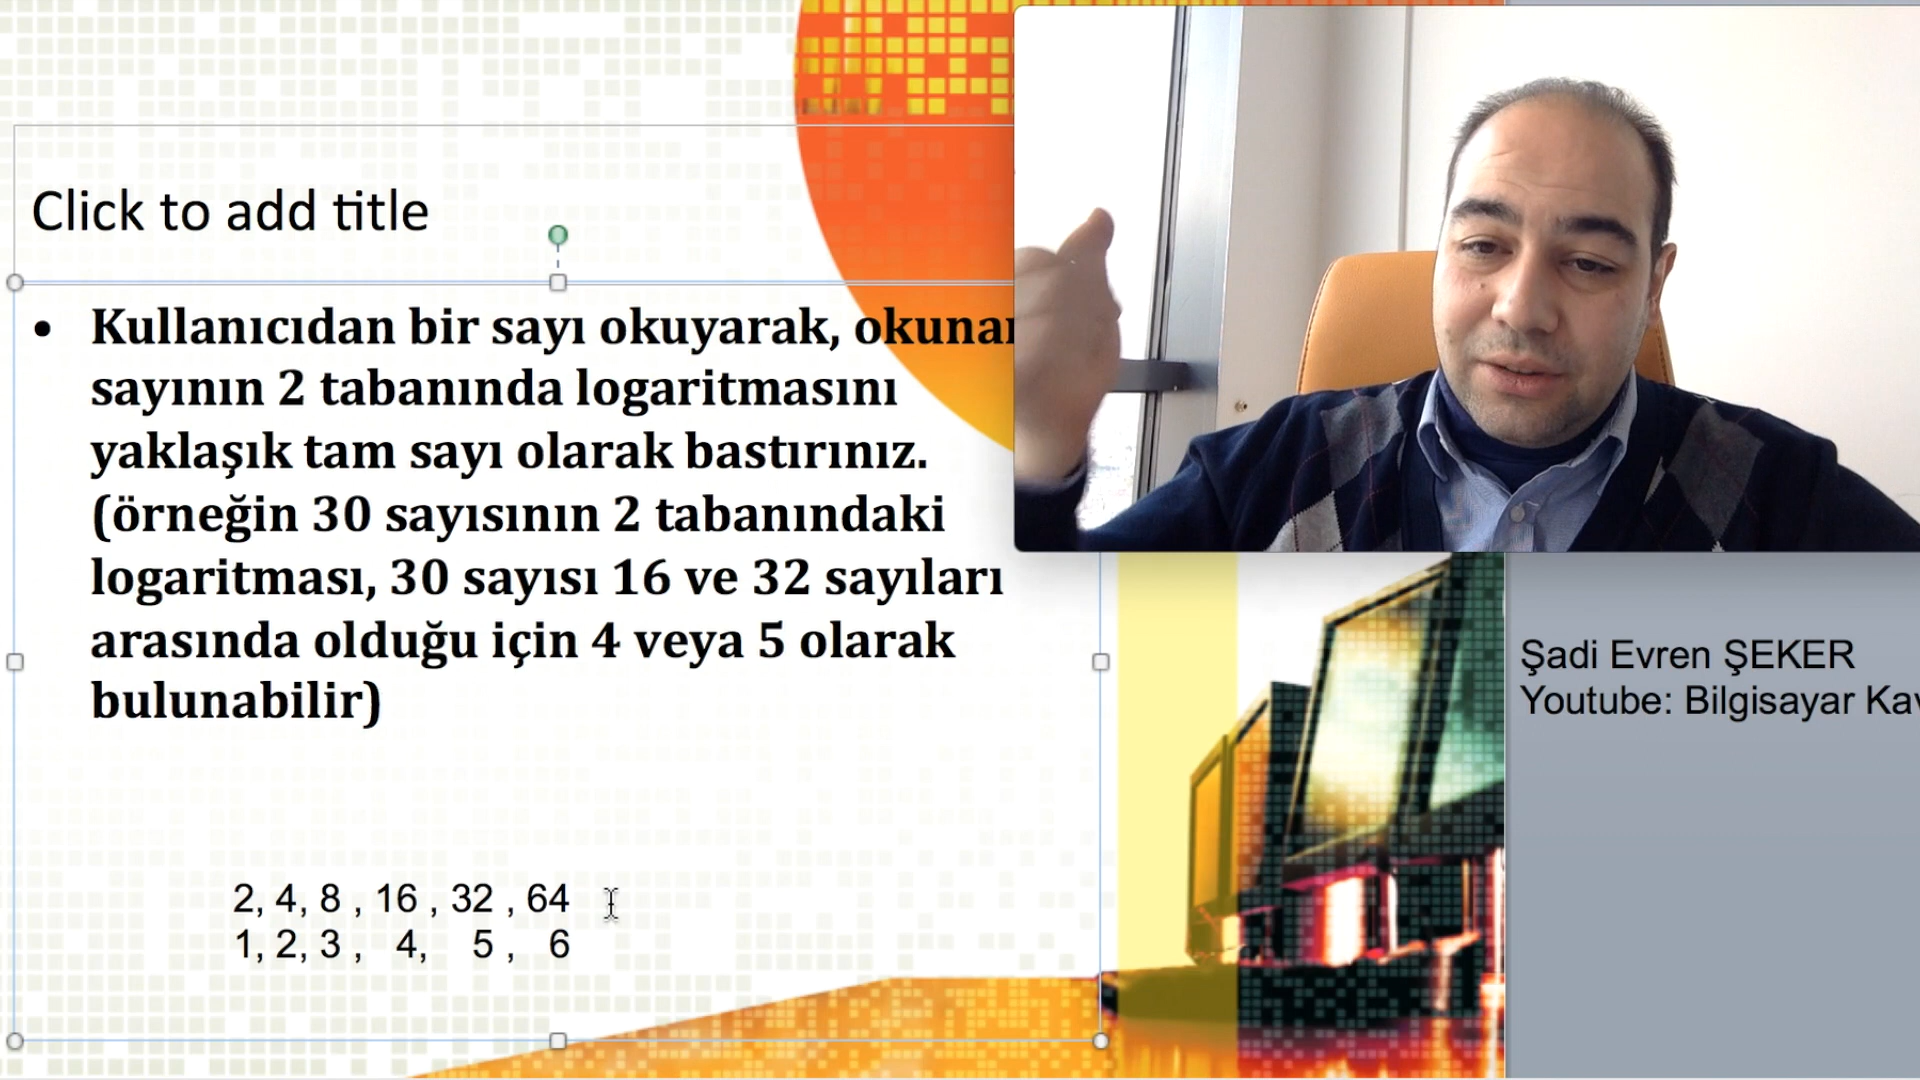 Click to add title
• Kullanıcıdan bir sayı okuyarak,
sayının 2 tabanında logaritmasını
yaklaşık tam sayı olarak bastırınız.
(örneğin 30 sayısının 2 tabanındaki
logaritması, 30 sayısı 16 ve 32 sayıları
arasında olduğu için 4 veya 5 olarak
bulunabilir)
2, 4, 8 , 16 , 32 , 64
1, 2, 3 , 4, 5 , 6
Şadi Evren ŞEKER
Youtube: Bilgisayar